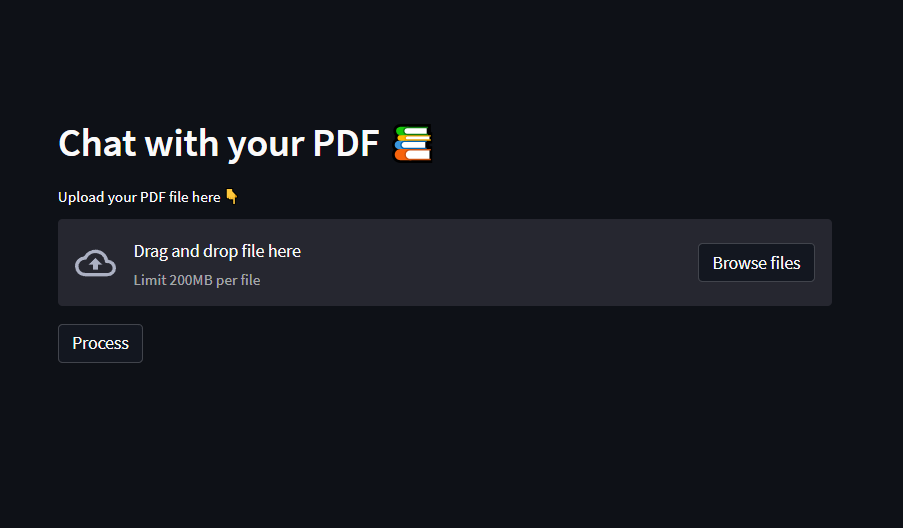 Chat with your PDF 📚
Upload your PDF file here 👇
Drag and drop file here
Limit 200MB per file
Browse files
Process